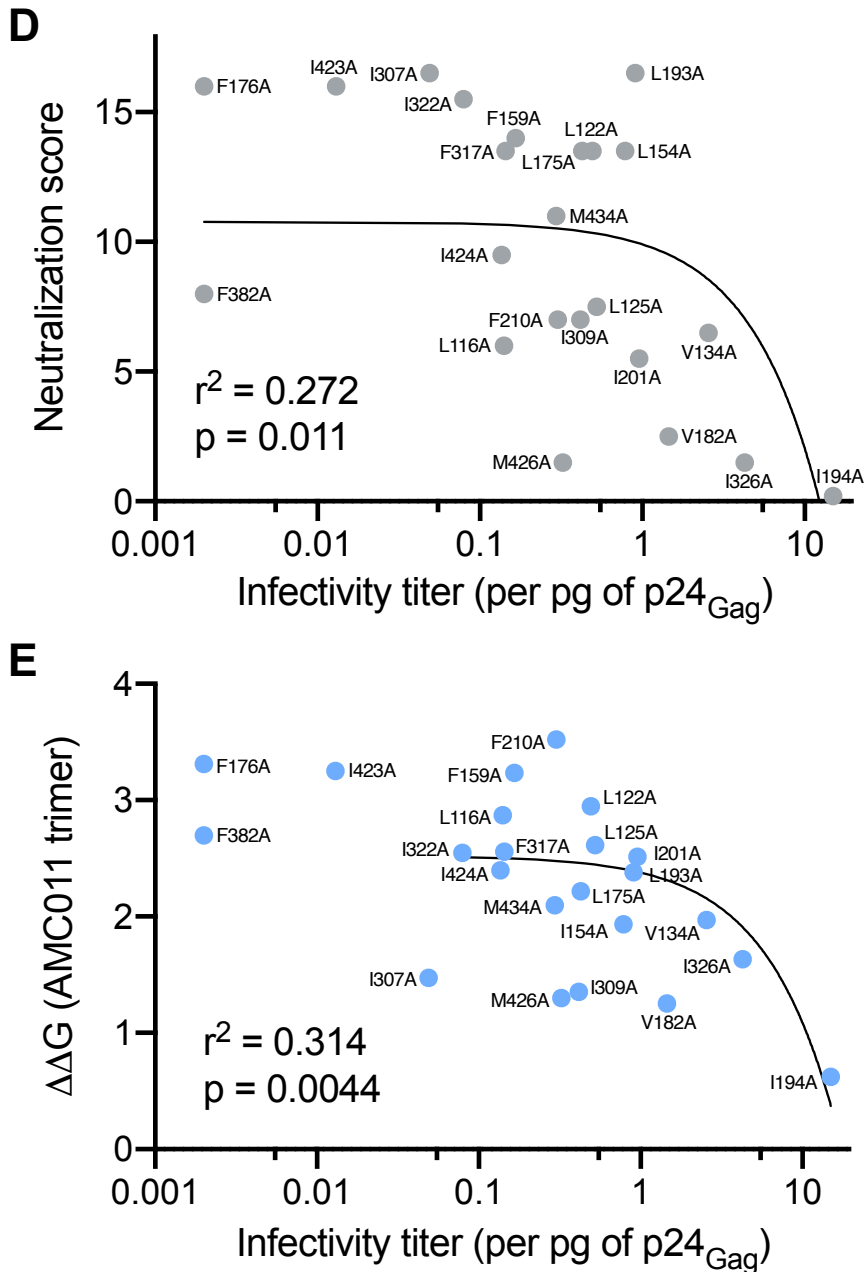 D
Neutralization score
15
10
5
0
F176A
I423A
I307A
I322A
L193A
F159A
F317A
L175A
L122A
L154A
M434A
I424A
F382A
F210A
I309A
L125A
L116A
V134A
I201A
V182A
M426A
I326A
I194A
r2 = 0.272
p = 0.011
0.001 0.01 0.1 1 10
Infectivity titer (per pg of p24Gag)
E
ΔΔG (AMC011 trimer)
4
3
2
1
0
F176A
I423A
F210A
F159A
L122A
L116A
F382A
L125A
I322A
F317A
I201A
I424A
L193A
L175A
M434A
I154A
V134A
I326A
I307A
M426A
I309A
V182A
I194A
r2 = 0.314
p = 0.0044
0.001 0.01 0.1 1 10
Infectivity titer (per pg of p24Gag)